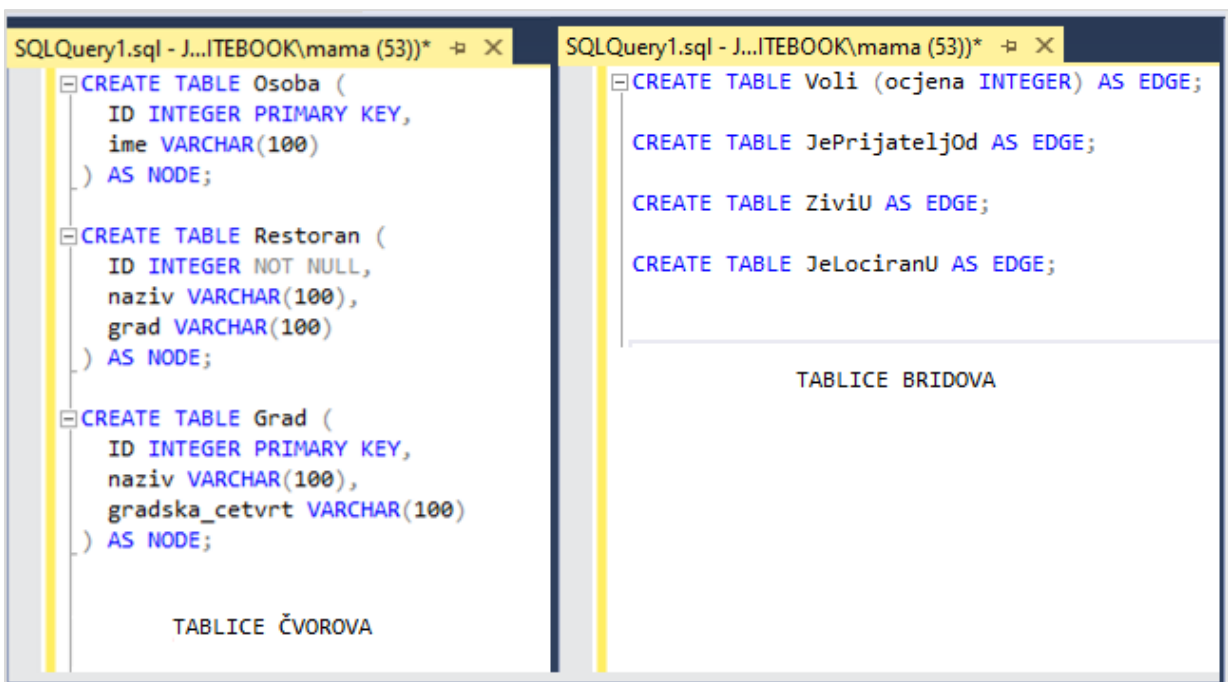 SQLQuery1.sql - J...ITEBOOK\mama (53))*
CREATE TABLE Osoba (
ID INTEGER PRIMARY KEY,
ime VARCHAR(100)
) AS NODE;
CREATE TABLE Restoran (
ID INTEGER NOT NULL,
naziv VARCHAR(100),
grad VARCHAR(100)
) AS NODE;
CREATE TABLE Grad (
ID INTEGER PRIMARY KEY,
naziv VARCHAR(100),
gradska_cetvrt VARCHAR(100)
) AS NODE;
TABLICE ČVOROVA
SQLQuery1.sql - J...ITEBOOK\mama (53))*
CREATE TABLE Voli (ocjena INTEGER) AS EDGE;
CREATE TABLE JePrijateljOd AS EDGE;
CREATE TABLE ZiviU AS EDGE;
CREATE TABLE JeLociranU AS EDGE;
TABLICE BRIDOVA